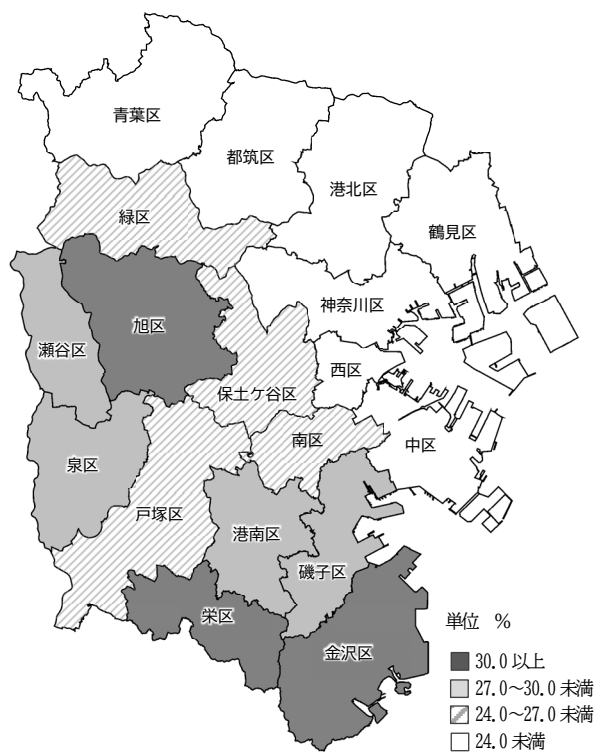 青葉区
都筑区
港北区
緑区
鶴見区
神奈川区
旭区
瀬谷区
西区
保土ケ谷区
南区
中区
泉区
戸塚区
港南区
磯子区
栄区
金沢区
単位 %
30.0 以上
27.0~30.0 未満
24.0~27.0 未満
24.0 未満